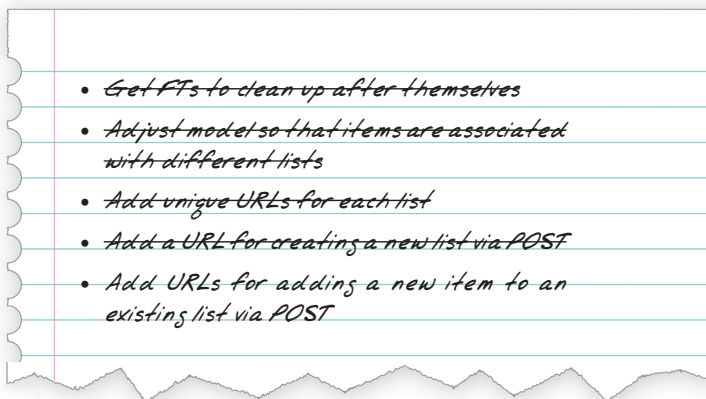 • Get FTs to clean up after themselves
• Adjust model so that items are associated
with different lists
• Add unique URLs for each list
• Add a URL for creating a new list via POST
• Add URLs for adding a new item to an
existing list via POST